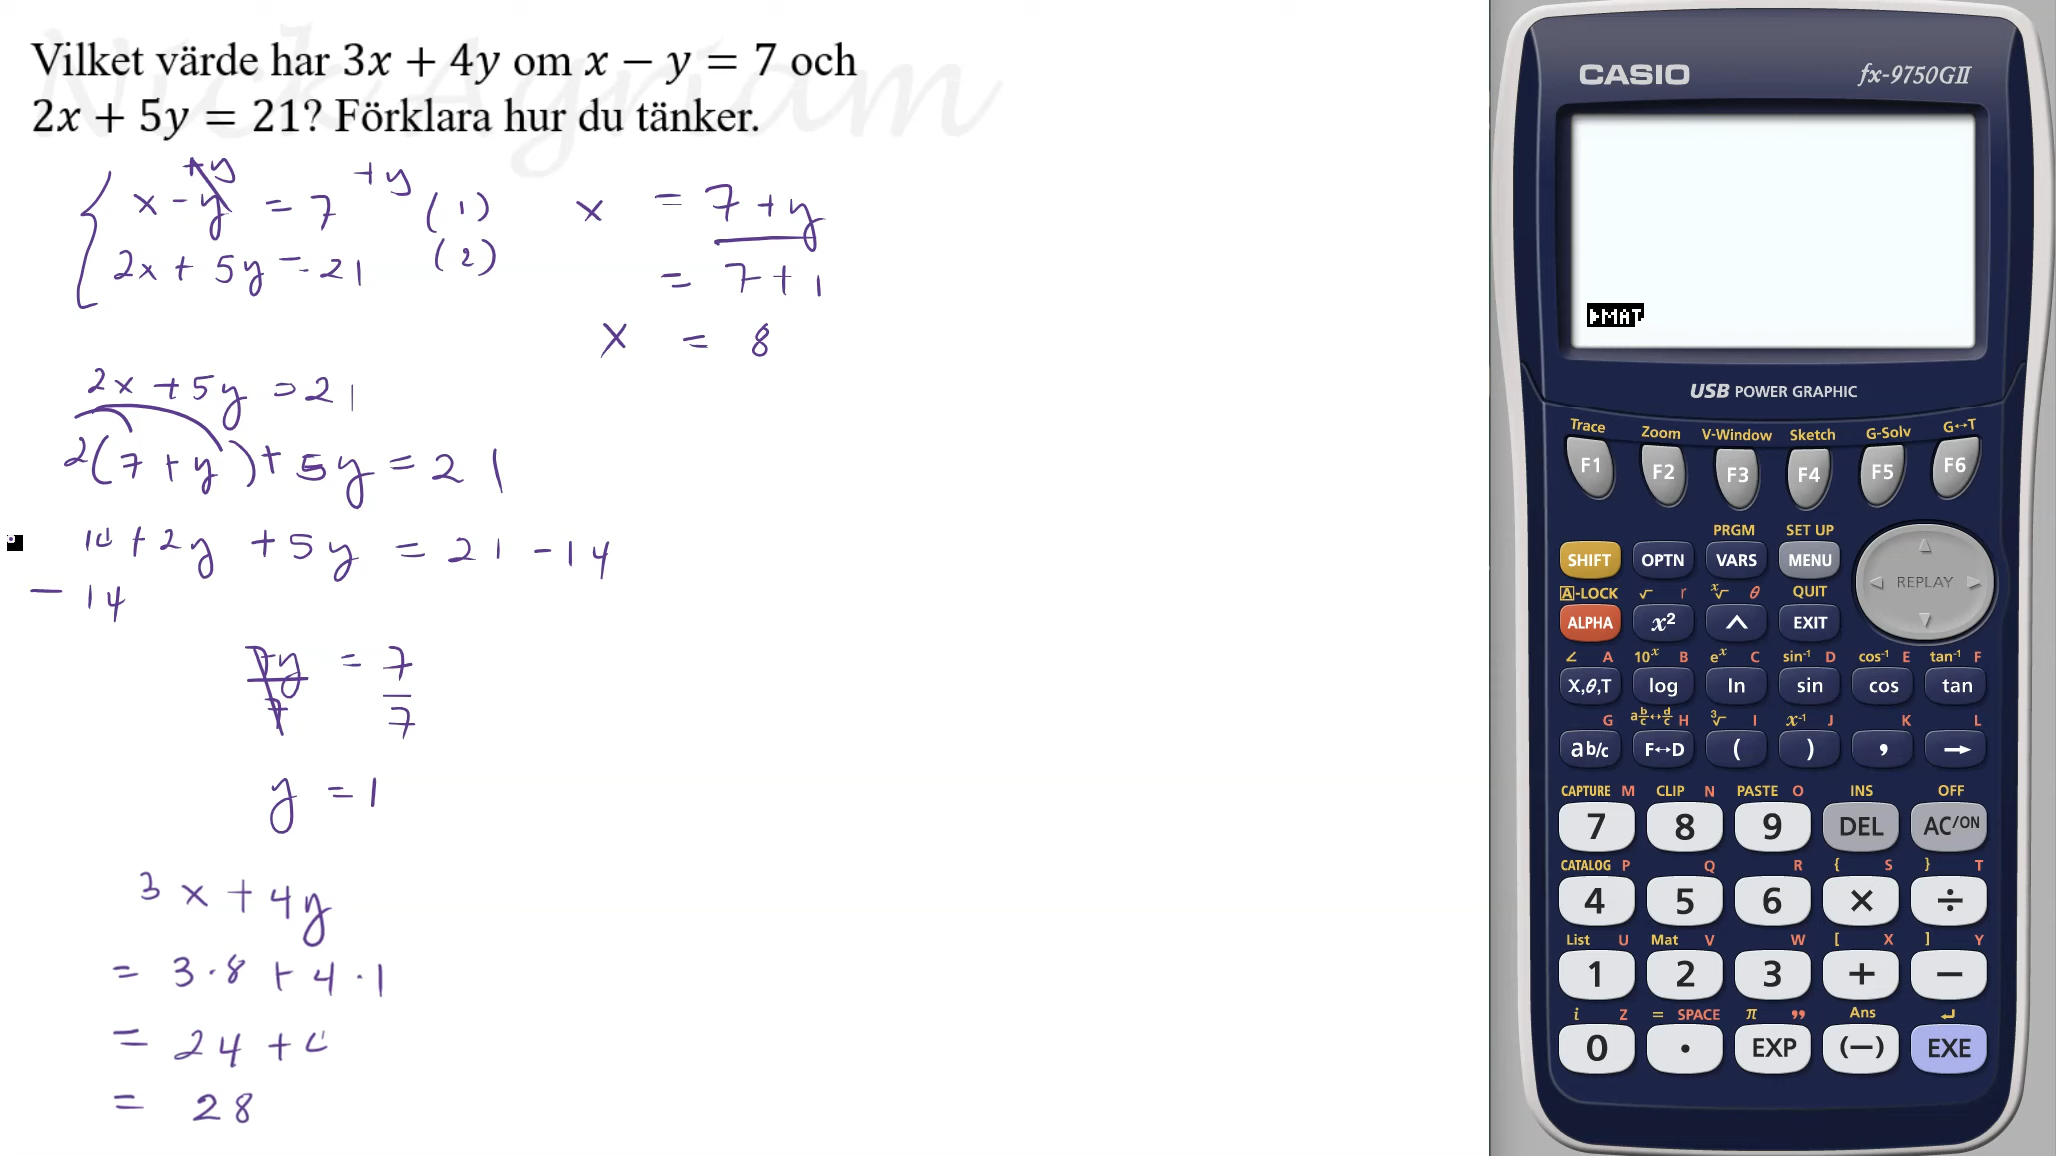 Nick Agriam
Vilket värde har 3x + 4y om x − y = 7 och
2x + 5y = 21? Förklara hur du tänker.
+y +y
x - y = 7 (1)
2x + 5y = 21 (2)
x = 7 + y
= 7 + 1
x = 8
2x + 5y = 21
2(7 + y) + 5y = 21
14 + 2y + 5y = 21 - 14
- 14
7y = 7
7 7
y = 1
3x + 4y
= 3·8 + 4·1
= 24 + 4
= 28
CASIO fx-9750GII
▶MAT
USB POWER GRAPHIC
Trace Zoom V-Window Sketch G-Solv G↔T
F1 F2 F3 F4 F5 F6
PRGM SET UP
SHIFT OPTN VARS MENU
REPLAY
A-LOCK √ r ˣ√ θ QUIT
ALPHA x² ^ EXIT
∠ A 10ˣ B eˣ C sin⁻¹ D cos⁻¹ E tan⁻¹ F
X,θ,T log ln sin cos tan
G a b/c↔d/c H ³√ I x⁻¹ J K L
a b/c F↔D ( ) , →
CAPTURE M CLIP N PASTE O INS OFF
7 8 9 DEL AC/ON
CATALOG P Q R { S } T
4 5 6 × ÷
List U Mat V W [ X ] Y
1 2 3 + −
i Z = SPACE π ” Ans ↵
0 . EXP (−) EXE